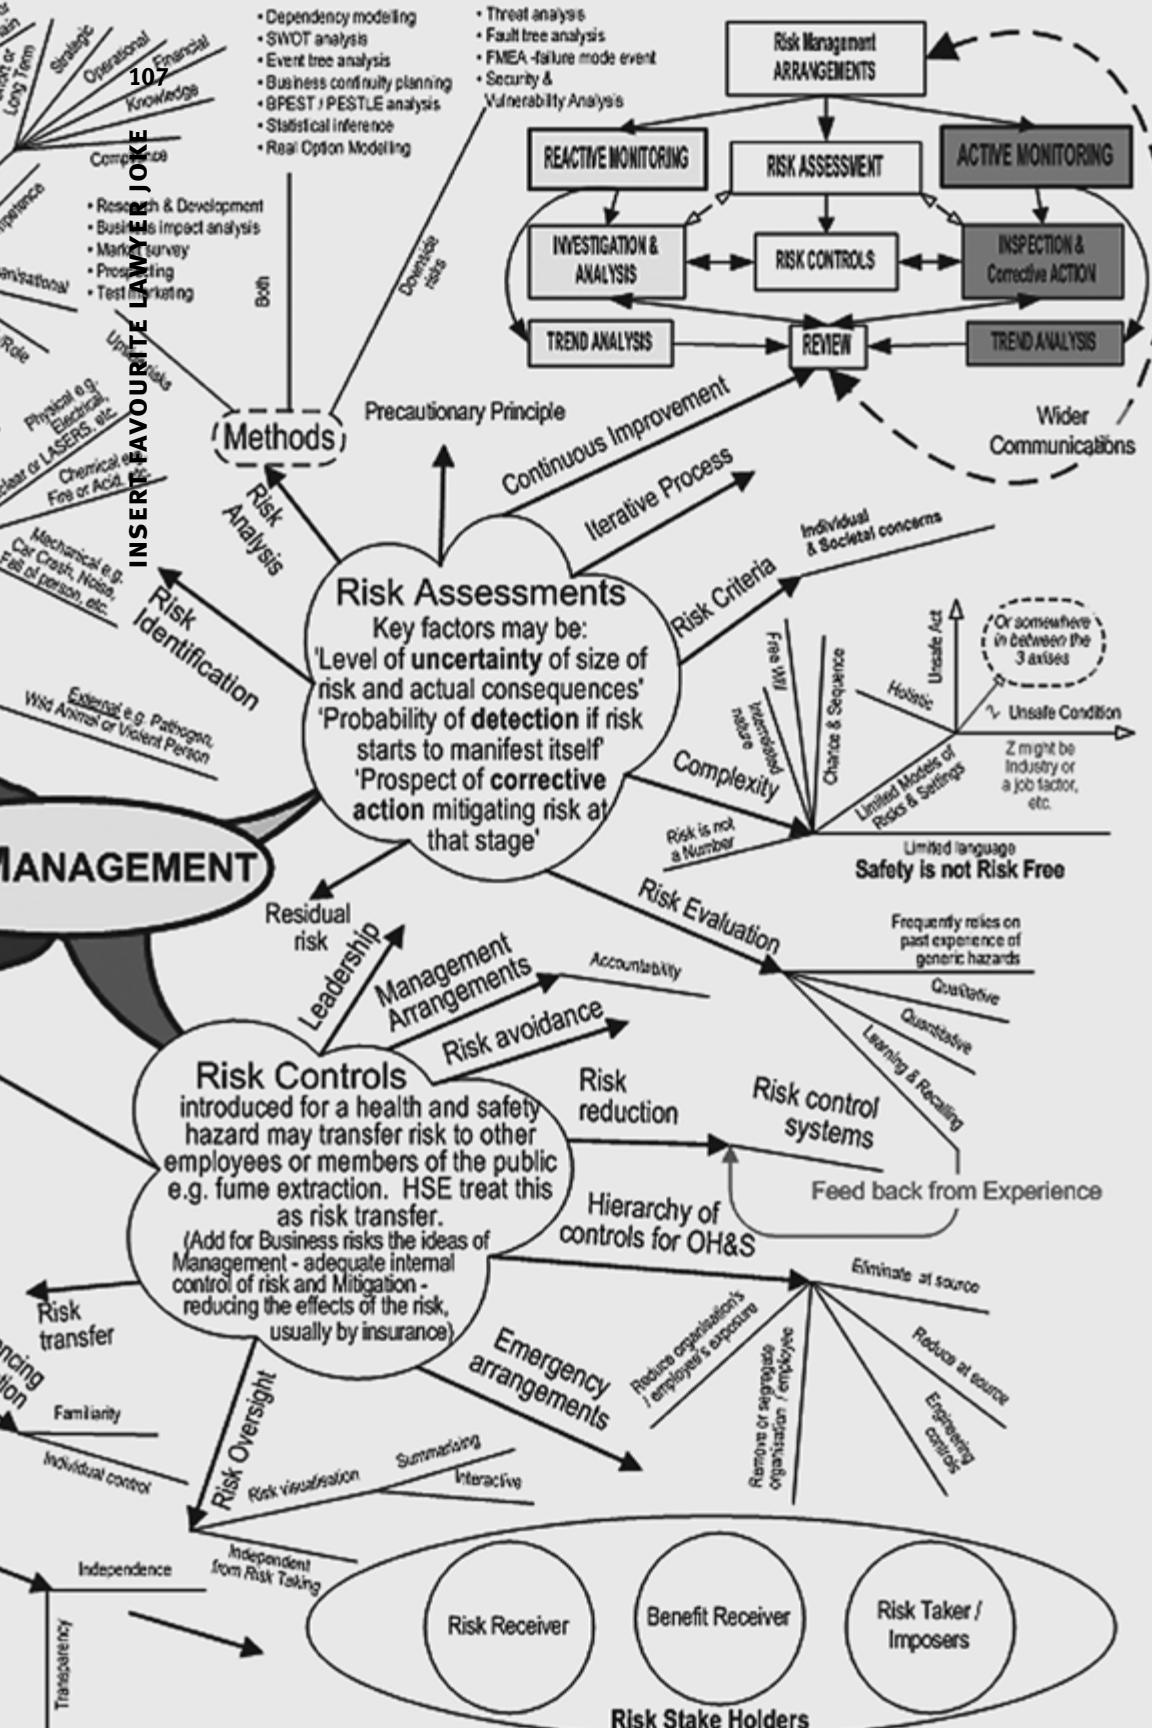 107
INSERT FAVOURITE LAWYER JOKE
Long Term
Strategic
Operational
Financial
Knowledge
Compliance
• Dependency modelling
• SWOT analysis
• Event tree analysis
• Business continuity planning
• BPEST / PESTLE analysis
• Statistical inference
• Real Option Modelling
• Threat analysis
• Fault tree analysis
• FMEA -failure mode event
• Security &
Vulnerability Analysis
• Research & Development
• Business impact analysis
• Market survey
• Prospecting
• Test marketing
Upside risks
Both
Downside
risks
Methods
Risk Management
ARRANGEMENTS
REACTIVE MONITORING
RISK ASSESSMENT
ACTIVE MONITORING
INVESTIGATION &
ANALYSIS
RISK CONTROLS
INSPECTION &
Corrective ACTION
TREND ANALYSIS
REVIEW
TREND ANALYSIS
Wider
Communications
/Role
Physical e.g.
Electrical,
or LASERS, etc.
Chemical e.g.
Fire or Acid, etc.
Mechanical e.g.
Car Crash, Noise,
Fall of person, etc.
External e.g. Pathogen,
Wild Animal or Violent Person
Risk
Analysis
Risk
Identification
Precautionary Principle
Continuous Improvement
Iterative Process
Risk Criteria
Individual
& Societal concerns
Risk Assessments
Key factors may be:
'Level of uncertainty of size of
risk and actual consequences'
'Probability of detection if risk
starts to manifest itself'
'Prospect of corrective
action mitigating risk at
that stage'
Complexity
Risk is not
a Number
Interrelated
nature
Free Will
Chance & Sequence
Limited Models of
Risks & Settings
Limited language
Safety is not Risk Free
Holistic
Unsafe Act
Or somewhere
in between the
3 axises
Unsafe Condition
Z might be
Industry or
a job factor,
etc.
MANAGEMENT
Residual
risk
Risk Evaluation
Frequently relies on
past experience of
generic hazards
Qualitative
Quantitative
Learning & Recalling
Leadership
Management
Arrangements
Accountability
Risk avoidance
Risk
reduction
Risk control
systems
Feed back from Experience
Risk Controls
introduced for a health and safety
hazard may transfer risk to other
employees or members of the public
e.g. fume extraction. HSE treat this
as risk transfer.
(Add for Business risks the ideas of
Management - adequate internal
control of risk and Mitigation -
reducing the effects of the risk,
usually by insurance)
Hierarchy of
controls for OH&S
Eliminate at source
Reduce at source
Engineering
controls
Remove or segregate
organisation / employee
Reduce organisation's
/ employee's exposure
Emergency
arrangements
Risk
transfer
Familiarity
Individual control
Risk Oversight
Risk visualisation
Summarising
Interactive
Independent
from Risk Taking
Independence
Transparency
Risk Receiver
Benefit Receiver
Risk Taker /
Imposers
Risk Stake Holders